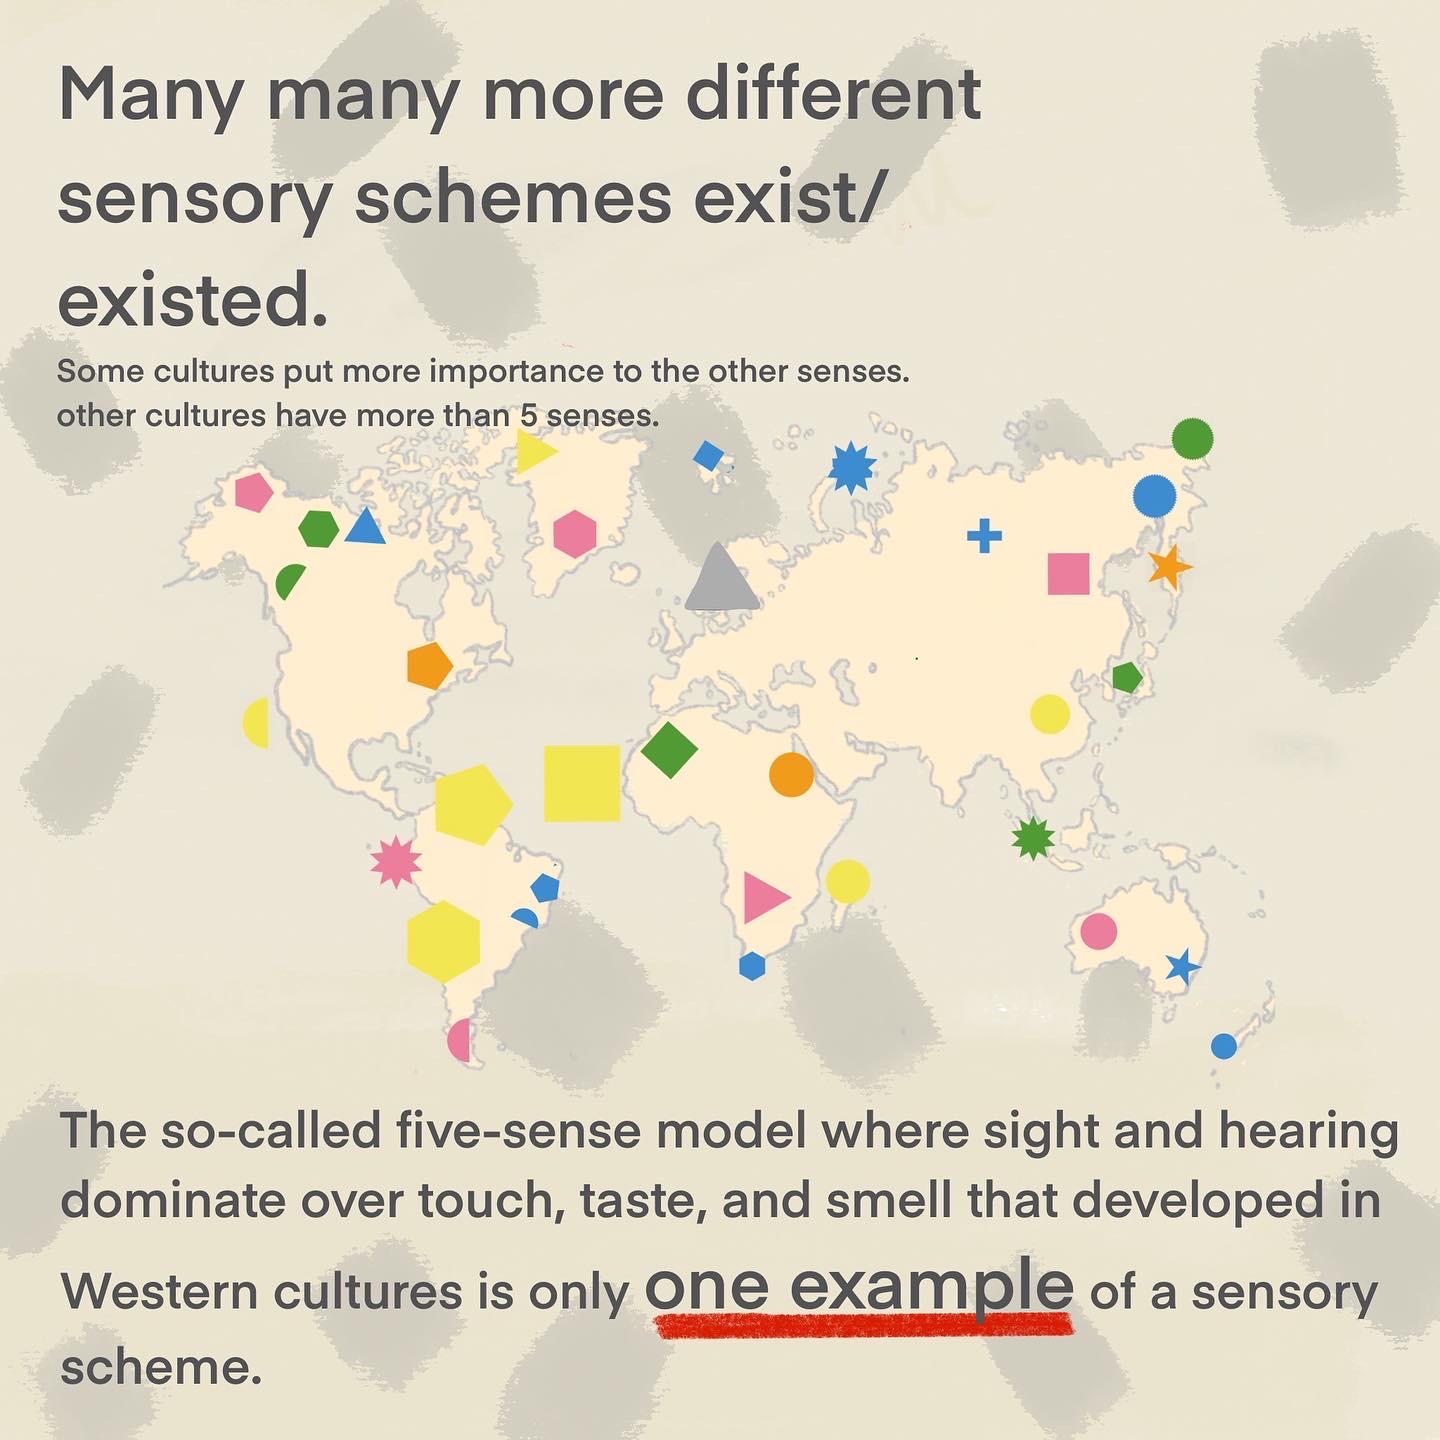 Many many more different
sensory schemes exist/
existed.
Some cultures put more importance to the other senses.
other cultures have more than 5 senses.
The so-called five-sense model where sight and hearing
dominate over touch, taste, and smell that developed in
Western cultures is only one example of a sensory
scheme.